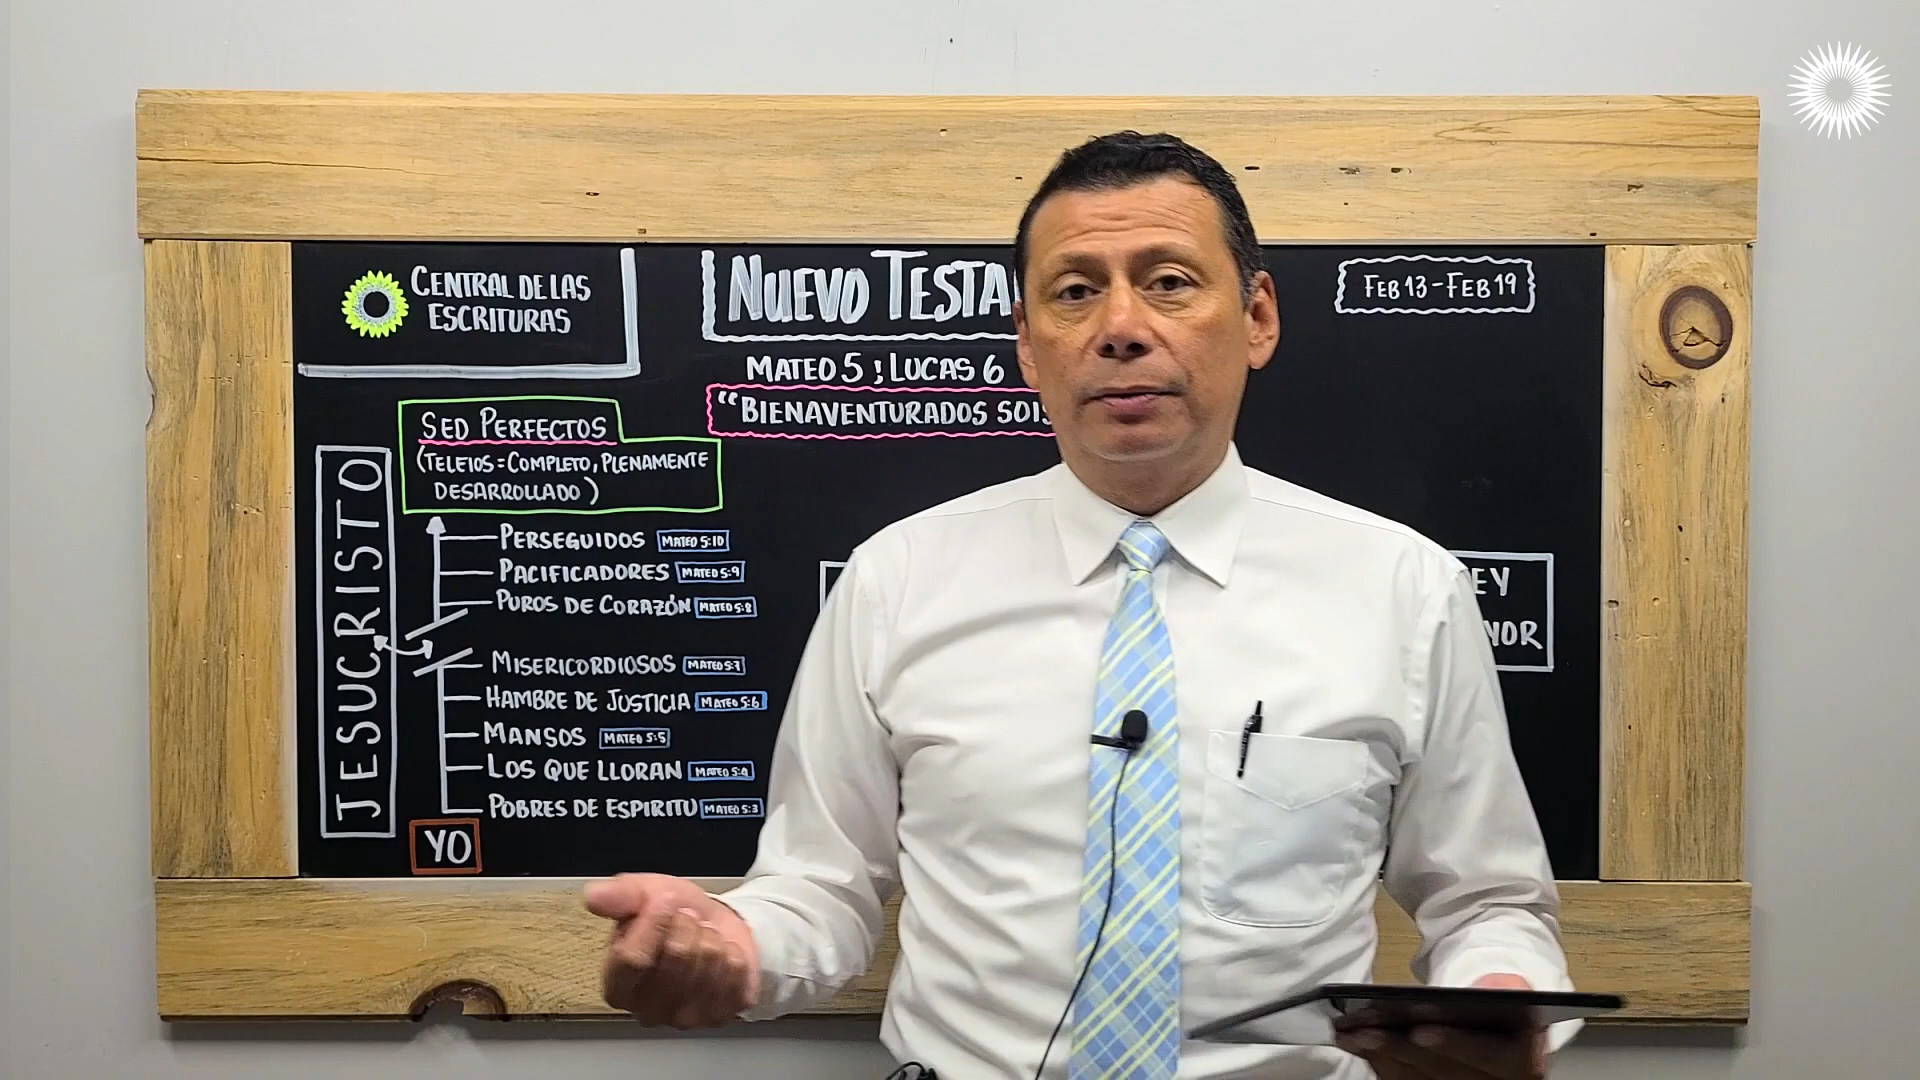 CENTRAL DE LAS
ESCRITURAS
NUEVO TESTA
FEB 13 - FEB 19
MATEO 5 ; LUCAS 6
"BIENAVENTURADOS SOIS
SED PERFECTOS
(TELEIOS = COMPLETO, PLENAMENTE
DESARROLLADO)
JESUCRISTO
PERSEGUIDOS MATEO 5:10
PACIFICADORES MATEO 5:9
PUROS DE CORAZÓN MATEO 5:8
MISERICORDIOSOS MATEO 5:7
HAMBRE DE JUSTICIA MATEO 5:6
MANSOS MATEO 5:5
LOS QUE LLORAN MATEO 5:4
POBRES DE ESPIRITU MATEO 5:3
YO
EY
NOR